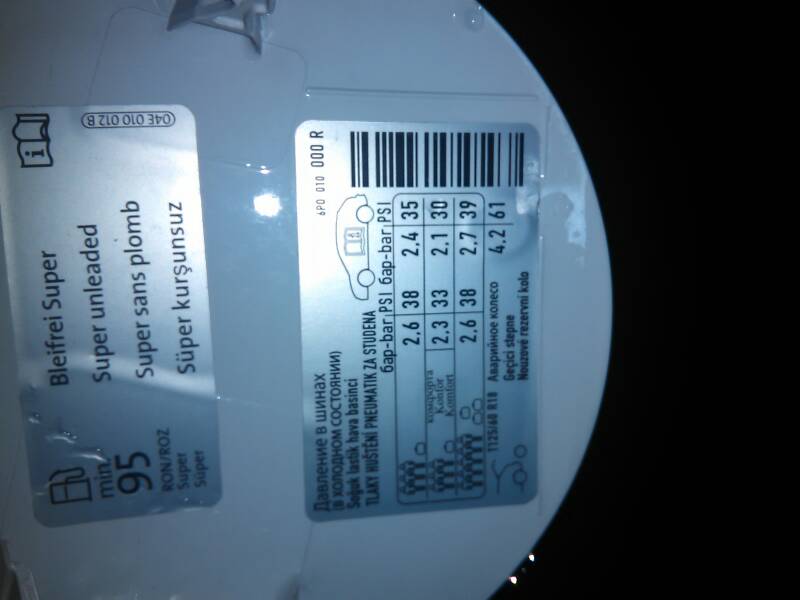 min
95
RON/ROZ
Super
Süper
Bleifrei Super
Super unleaded
Super sans plomb
Süper kurşunsuz
04E 010 012 B
Давление в шинах
(в холодном состоянии)
Soğuk lastik hava basinci
TLAKY HUŠTĚNÍ PNEUMATIK ZA STUDENA
6P0 010 000 R
бар-bar PSI бар-bar PSI
2,6 38 2,4 35
комфорта
Konfor
Komfort
2,3 33 2,1 30
2,6 38 2,7 39
T125/60 R18
Аварийное колесо
Geçici stepne
Nouzové rezervní kolo
4,2 61